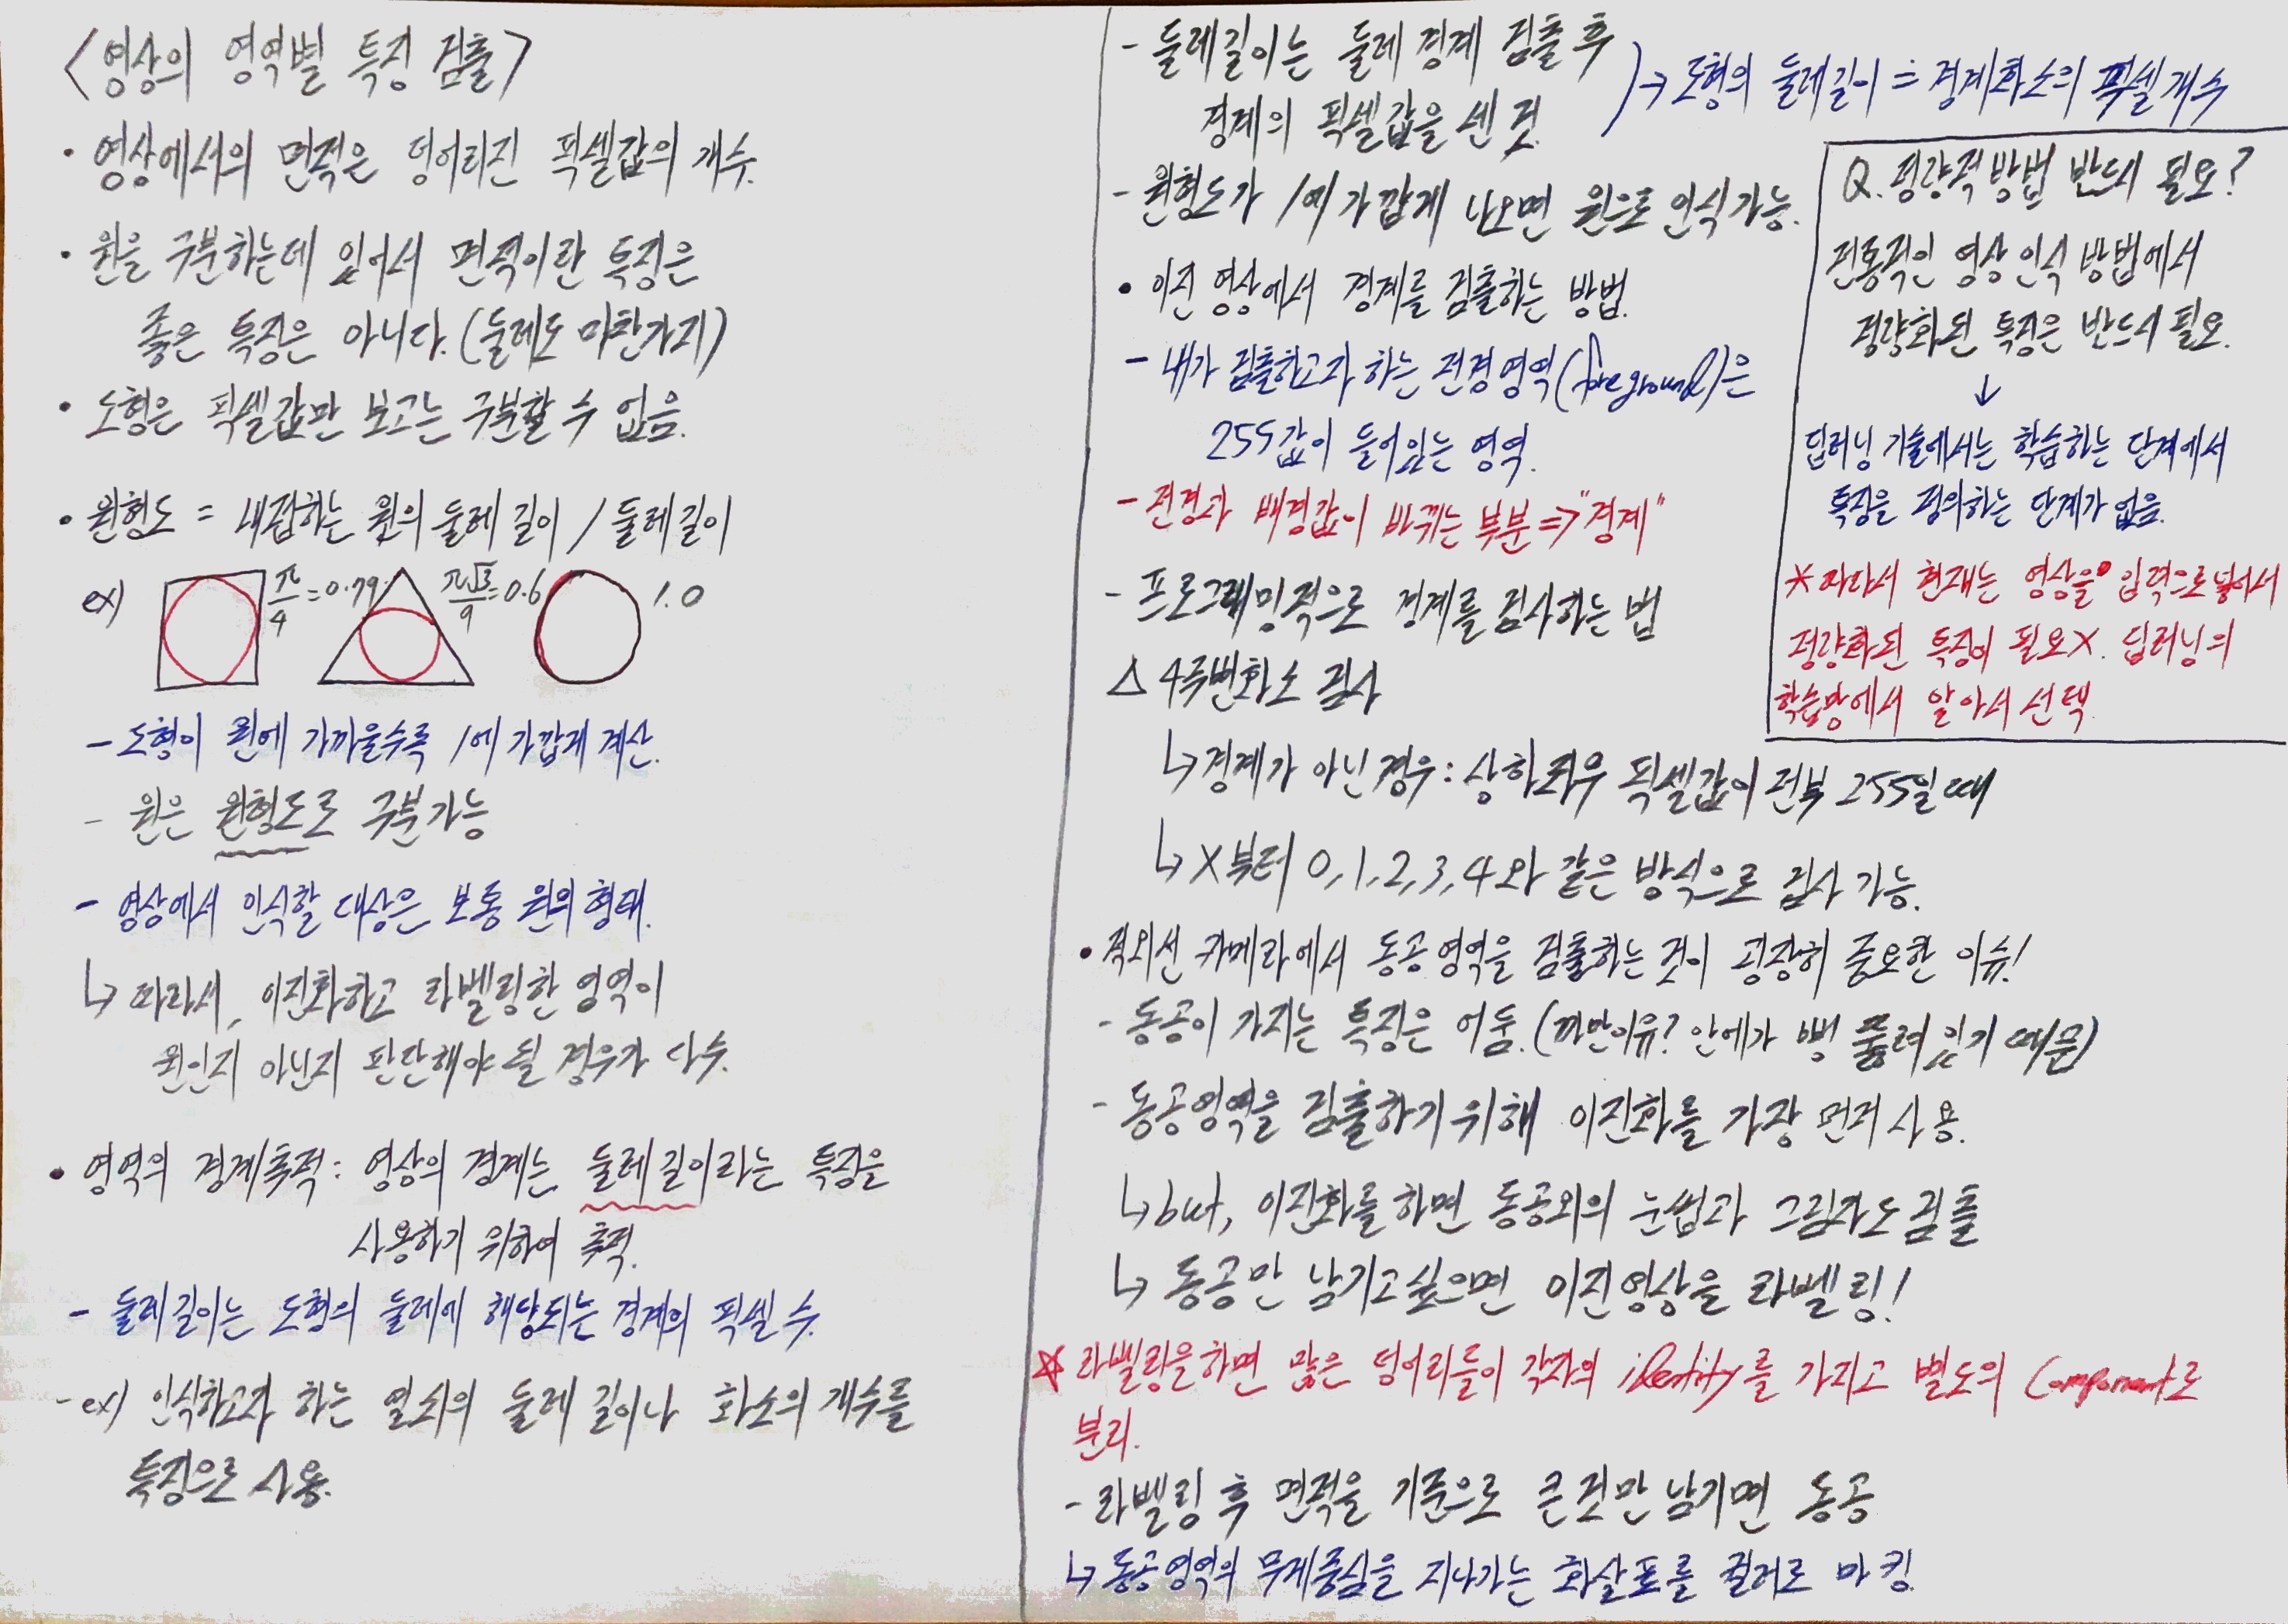 <영상의 영역별 특징 검출>
· 영상에서의 면적은 덩어리진 픽셀값의 개수.
· 원을 구분하는데 있어서 면적이란 특징은
좋은 특징은 아니다. (둘레도 마찬가지)
· 도형은 픽셀값만 보고는 구분할 수 없음.
· 원형도 = 내접하는 원의 둘레 길이 / 둘레길이
ex) π/4 = 0.79 π√3/9 = 0.6 1.0
- 도형이 원에 가까울수록 1에 가깝게 계산.
- 원은 원형도로 구분가능
- 영상에서 인식할 대상은 보통 원의 형태.
↳ 따라서, 이진화하고 라벨링한 영역이
원인지 아닌지 판단해야 될 경우가 다수.
· 영역의 경계추적: 영상의 경계는 둘레길이라는 특징을
사용하기 위하여 추적.
- 둘레길이는 도형의 둘레에 해당되는 경계의 픽셀 수.
- ex) 인식하고자 하는 열쇠의 둘레 길이나 화소의 개수를
특징으로 사용.
- 둘레길이는 둘레 경계 검출 후
경계의 픽셀값을 센 것.
) → 도형의 둘레길이 ≒ 경계화소의 픽셀개수
- 원형도가 1에 가깝게 나오면 원으로 인식가능.
· 이진 영상에서 경계를 검출하는 방법.
- 내가 검출하고자 하는 전경영역(foreground)은
255값이 들어있는 영역.
- 전경과 배경값이 바뀌는 부분 => "경계"
- 프로그래밍적으로 경계를 검사하는 법
△ 4주변화소 검사
↳ 경계가 아닌 경우: 상하좌우 픽셀값이 전부 255일 때
↳ X부터 0,1,2,3,4와 같은 방식으로 검사 가능.
· 적외선 카메라에서 동공영역을 검출하는 것이 굉장히 중요한 이슈!
- 동공이 가지는 특징은 어둠. (까만이유? 안에가 뻥 뚫려 있기 때문)
- 동공영역을 검출하기 위해 이진화를 가장 먼저 사용.
↳ but, 이진화를 하면 동공외의 눈썹과 그림자도 검출
↳ 동공만 남기고 싶으면 이진영상을 라벨링!
☆ 라벨링을 하면 많은 덩어리들이 각자의 identity를 가지고 별도의 component로
분리.
- 라벨링 후 면적을 기준으로 큰 것만 남기면 동공
↳ 동공영역의 무게중심을 지나가는 화살표를 컬러로 마킹.
Q. 정량적 방법 반드시 필요?
전통적인 영상 인식 방법에서
정량화된 특징은 반드시 필요.
↓
딥러닝 기술에서는 학습하는 단계에서
특징을 정의하는 단계가 없음.
* 따라서 현재는 영상을 입력으로 넣어서
정량화된 특징이 필요X. 딥러닝의
학습망에서 알아서 선택.